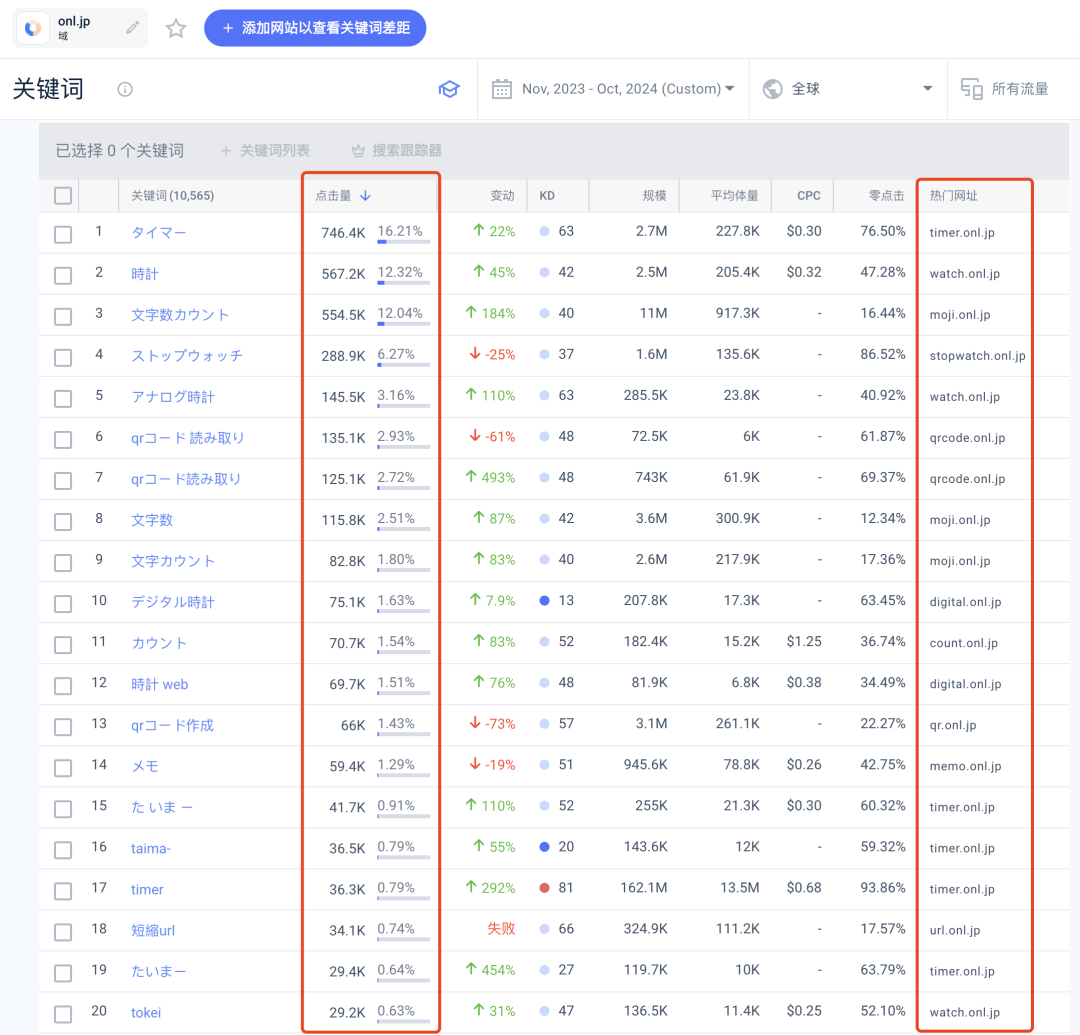 onl.jp
域
+ 添加网站以查看关键词差距
关键词
Nov, 2023 - Oct, 2024 (Custom)
全球
所有流量
已选择 0 个关键词 + 关键词列表 搜索跟踪器
关键词 (10,565) 点击量 变动 KD 规模 平均体量 CPC 零点击 热门网址
1 タイマー 746.4K 16.21% 22% 63 2.7M 227.8K $0.30 76.50% timer.onl.jp
2 時計 567.2K 12.32% 45% 42 2.5M 205.4K $0.32 47.28% watch.onl.jp
3 文字数カウント 554.5K 12.04% 184% 40 11M 917.3K - 16.44% moji.onl.jp
4 ストップウォッチ 288.9K 6.27% -25% 37 1.6M 135.6K - 86.52% stopwatch.onl.jp
5 アナログ時計 145.5K 3.16% 110% 63 285.5K 23.8K - 40.92% watch.onl.jp
6 qrコード 読み取り 135.1K 2.93% -61% 48 72.5K 6K - 61.87% qrcode.onl.jp
7 qrコード読み取り 125.1K 2.72% 493% 48 743K 61.9K - 69.37% qrcode.onl.jp
8 文字数 115.8K 2.51% 87% 42 3.6M 300.9K - 12.34% moji.onl.jp
9 文字カウント 82.8K 1.80% 83% 40 2.6M 217.9K - 17.36% moji.onl.jp
10 デジタル時計 75.1K 1.63% 7.9% 13 207.8K 17.3K - 63.45% digital.onl.jp
11 カウント 70.7K 1.54% 83% 52 182.4K 15.2K $1.25 36.74% count.onl.jp
12 時計 web 69.7K 1.51% 76% 48 81.9K 6.8K $0.38 34.49% digital.onl.jp
13 qrコード作成 66K 1.43% -73% 57 3.1M 261.1K - 22.27% qr.onl.jp
14 メモ 59.4K 1.29% -19% 51 945.6K 78.8K $0.26 42.75% memo.onl.jp
15 た いま ー 41.7K 0.91% 110% 52 255K 21.3K $0.30 60.32% timer.onl.jp
16 taima- 36.5K 0.79% 55% 20 143.6K 12K - 59.32% timer.onl.jp
17 timer 36.3K 0.79% 292% 81 162.1M 13.5M $0.68 93.86% timer.onl.jp
18 短縮url 34.1K 0.74% 失败 66 324.9K 111.2K - 17.57% url.onl.jp
19 たいまー 29.4K 0.64% 454% 27 119.7K 10K - 63.79% timer.onl.jp
20 tokei 29.2K 0.63% 31% 47 136.5K 11.4K $0.25 52.10% watch.onl.jp